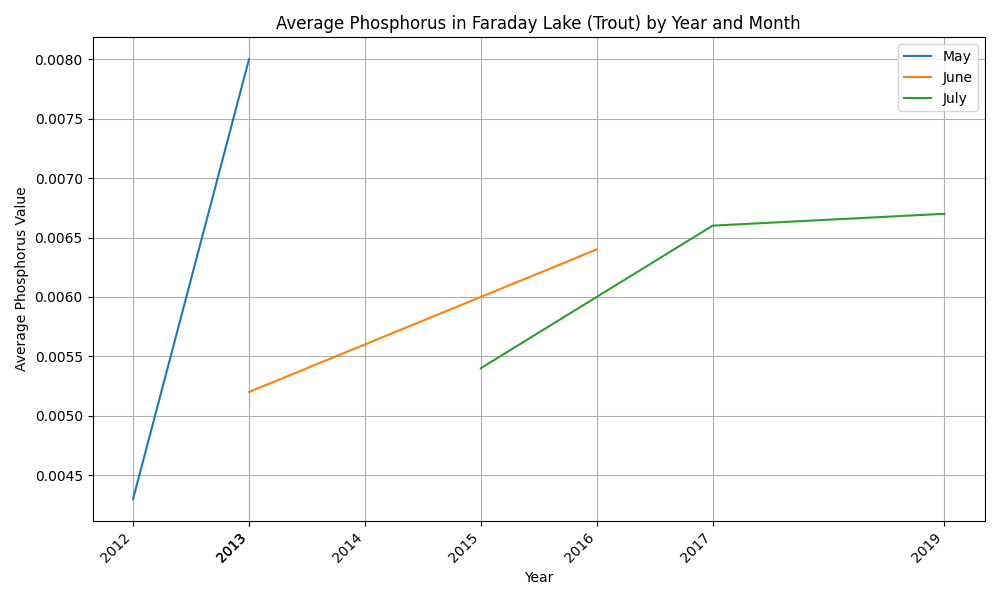 Average Phosphorus in Faraday Lake (Trout) by Year and Month
May
June
July
0.0080
0.0075
0.0070
0.0065
0.0060
0.0055
0.0050
0.0045
Average Phosphorus Value
2012
2013
2014
2015
2016
2017
2019
Year